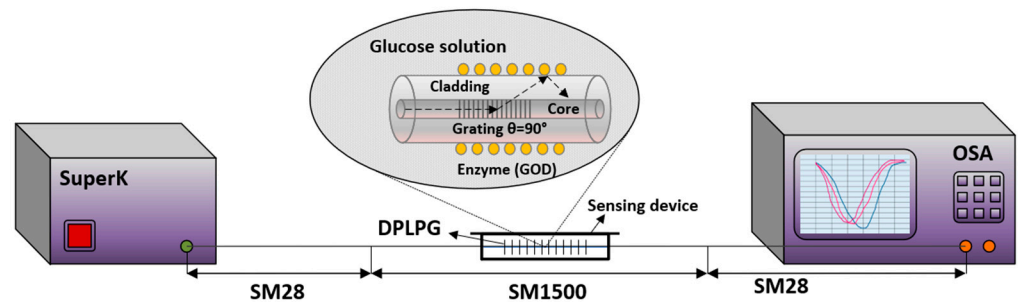 Glucose solution
Cladding
Core
Grating θ=90°
Enzyme (GOD)
SuperK
OSA
Sensing device
DPLPG
SM28
SM1500
SM28